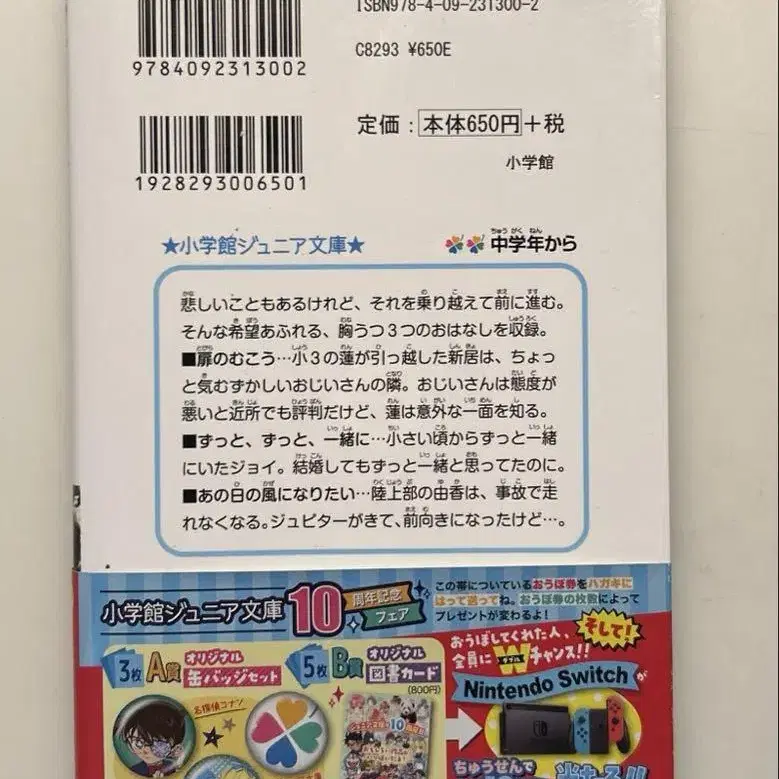 ISBN978-4-09-231300-2
9784092313002
C8293 ¥650E
定価：本体650円＋税
1928293006501
小学館
★小学館ジュニア文庫★
中学年から
悲しいこともあるけれど、それを乗り越えて前に進む。
そんな希望あふれる、胸うつ3つのおはなしを収録。
■扉のむこう…小3の蓮が引っ越した新居は、ちょっ
と気むずかしいおじいさんの隣。おじいさんは態度が
悪いと近所でも評判だけど、蓮は意外な一面を知る。
■ずっと、ずっと、一緒に…小さい頃からずっと一緒
にいたジョイ。結婚してもずっと一緒と思ってたのに。
■あの日の風になりたい…陸上部の由香は、事故で走
れなくなる。ジュピターがきて、前向きになったけど…。
小学館ジュニア文庫10周年記念フェア
この帯についているおうぼ券をハガキに
はって送ってね。おうぼ券の枚数によって
プレゼントが変わるよ！
3枚 A賞 オリジナル缶バッジセット
5枚 B賞 オリジナル図書カード
(800円)
そして！
おうぼしてくれた人、
全員にWチャンス!!
Nintendo Switchが
ちゅうせんで
名探偵コナン